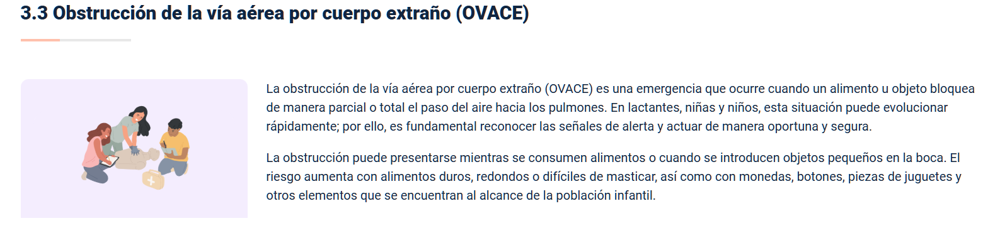 3.3 Obstrucción de la vía aérea por cuerpo extraño (OVACE)
La obstrucción de la vía aérea por cuerpo extraño (OVACE) es una emergencia que ocurre cuando un alimento u objeto bloquea
de manera parcial o total el paso del aire hacia los pulmones. En lactantes, niñas y niños, esta situación puede evolucionar
rápidamente; por ello, es fundamental reconocer las señales de alerta y actuar de manera oportuna y segura.
La obstrucción puede presentarse mientras se consumen alimentos o cuando se introducen objetos pequeños en la boca. El
riesgo aumenta con alimentos duros, redondos o difíciles de masticar, así como con monedas, botones, piezas de juguetes y
otros elementos que se encuentran al alcance de la población infantil.